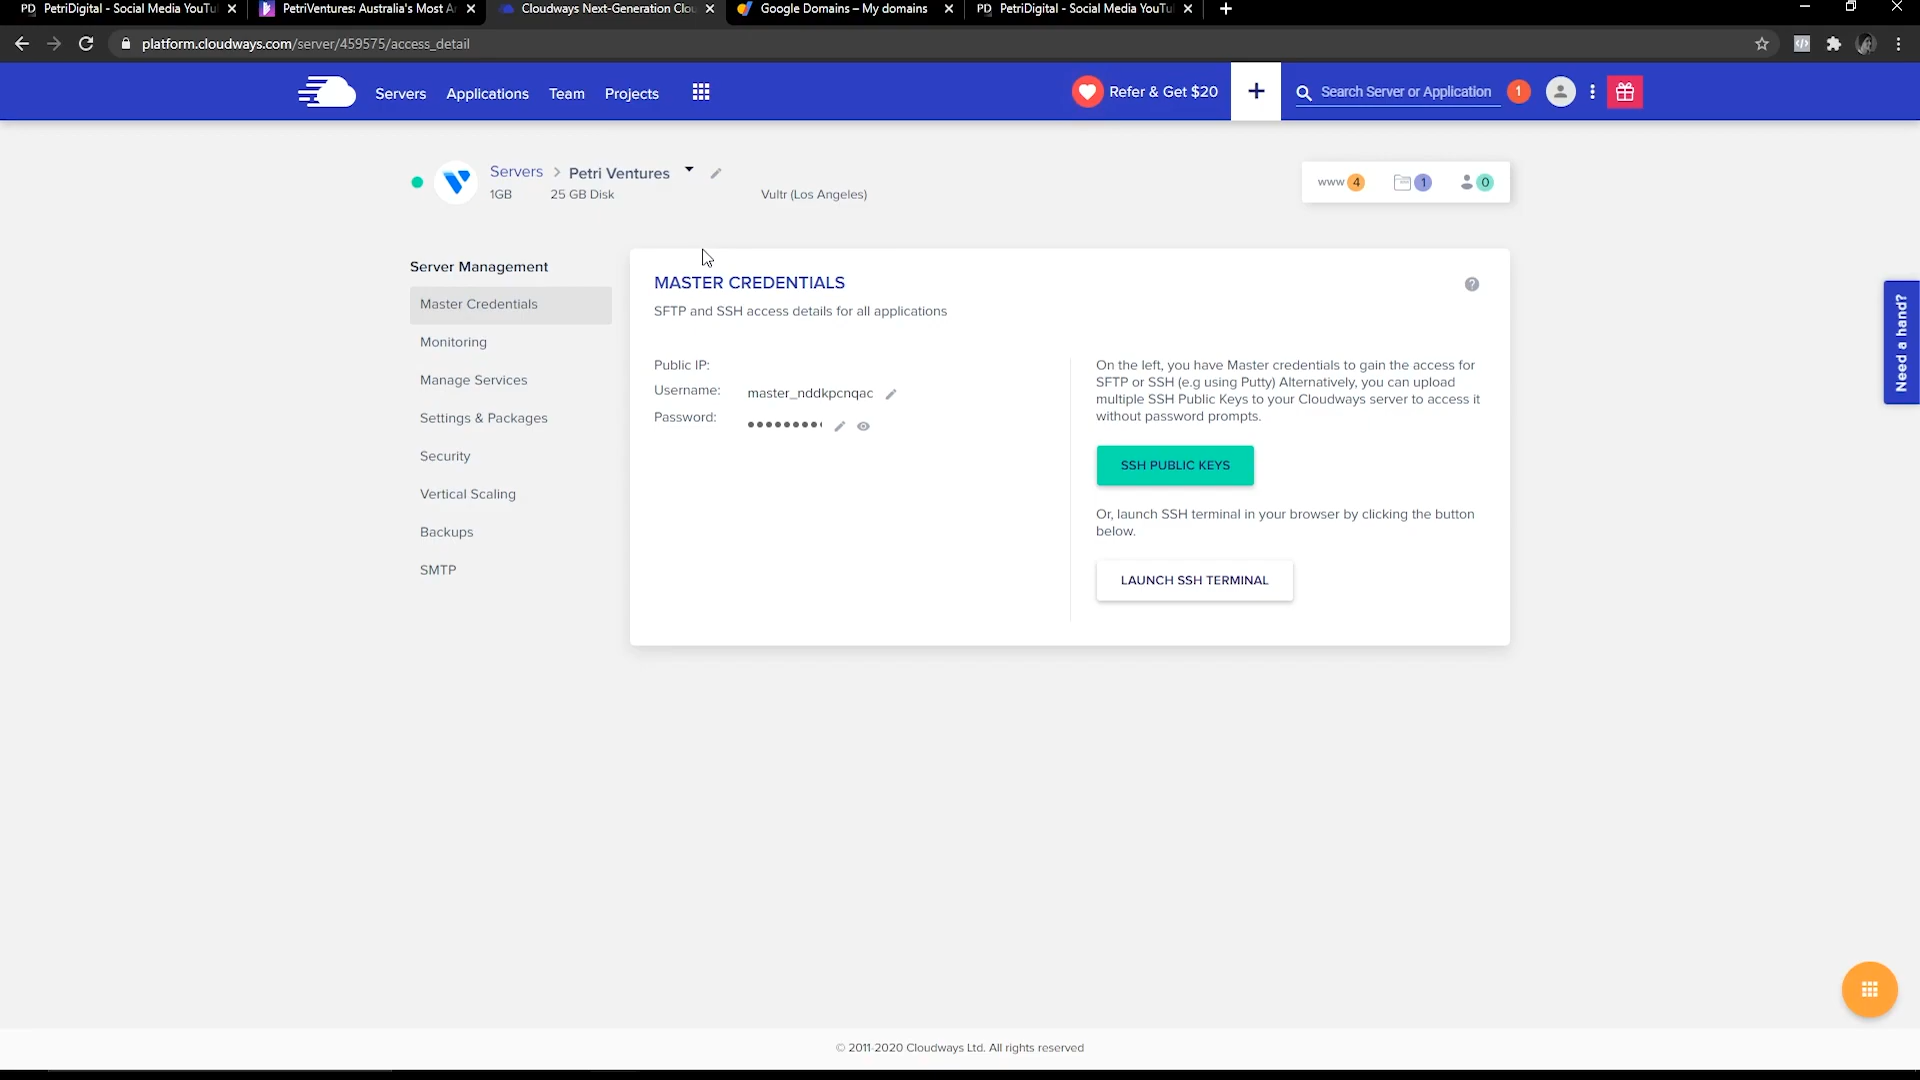 PD PetriDigital - Social Media YouTu
PetriVentures: Australia's Most A
Cloudways Next-Generation Clou
Google Domains – My domains
PD PetriDigital - Social Media YouTu
platform.cloudways.com/server/459575/access_detail
Servers
Applications
Team
Projects
Refer & Get $20
+
Search Server or Application
1
Servers > Petri Ventures
1GB
25 GB Disk
Vultr (Los Angeles)
www 4
1
0
Server Management
Master Credentials
Monitoring
Manage Services
Settings & Packages
Security
Vertical Scaling
Backups
SMTP
MASTER CREDENTIALS
?
SFTP and SSH access details for all applications
Public IP:
Username: master_nddkpcnqac
Password:
On the left, you have Master credentials to gain the access for
SFTP or SSH (e.g using Putty) Alternatively, you can upload
multiple SSH Public Keys to your Cloudways server to access it
without password prompts.
SSH PUBLIC KEYS
Or, launch SSH terminal in your browser by clicking the button
below.
LAUNCH SSH TERMINAL
Need a hand?
© 2011-2020 Cloudways Ltd. All rights reserved